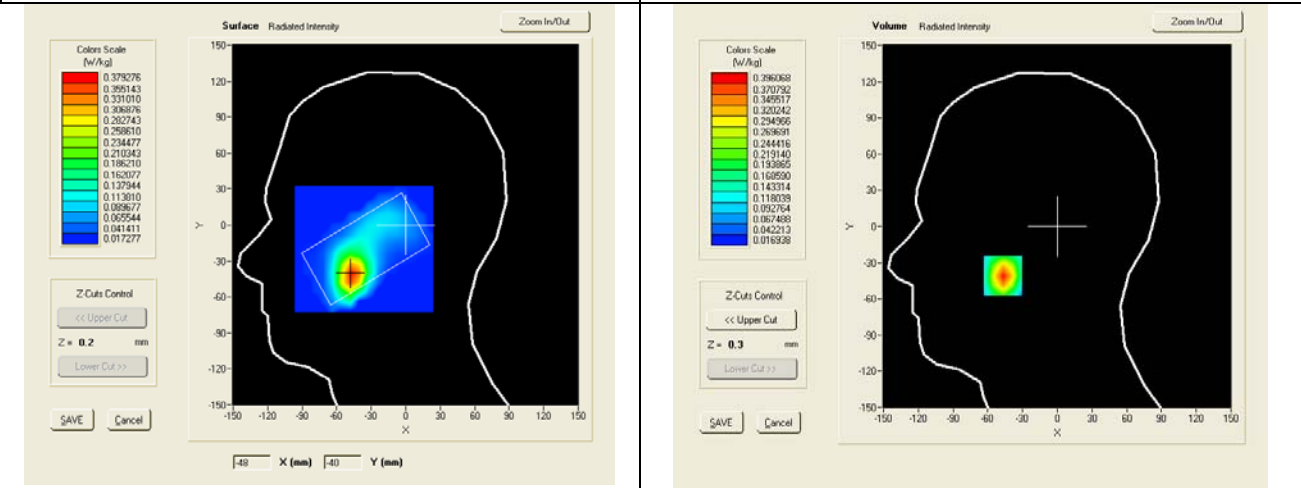 Surface Radiated Intensity
Zoom In/Out
Colors Scale
(W/kg)
0.379276
0.355143
0.331010
0.306876
0.282743
0.258610
0.234477
0.210343
0.186210
0.162077
0.137944
0.113810
0.089677
0.065544
0.041411
0.017277
Z-Cuts Control
<< Upper Cut
Z = 0.2 mm
Lower Cut >>
SAVE Cancel
150
120
90
60
30
0
-30
-60
-90
-120
-150
Y
-150 -120 -90 -60 -30 0 30 60 90 120 150
X
-48 X (mm) -40 Y (mm)
Volume Radiated Intensity
Zoom In/Out
Colors Scale
(W/kg)
0.396068
0.370792
0.345517
0.320242
0.294966
0.269691
0.244416
0.219140
0.193865
0.168590
0.143314
0.118039
0.092764
0.067488
0.042213
0.016938
Z-Cuts Control
<< Upper Cut
Z = 0.3 mm
Lower Cut >>
SAVE Cancel
150
120
90
60
30
0
-30
-60
-90
-120
-150
Y
-150 -120 -90 -60 -30 0 30 60 90 120 150
X